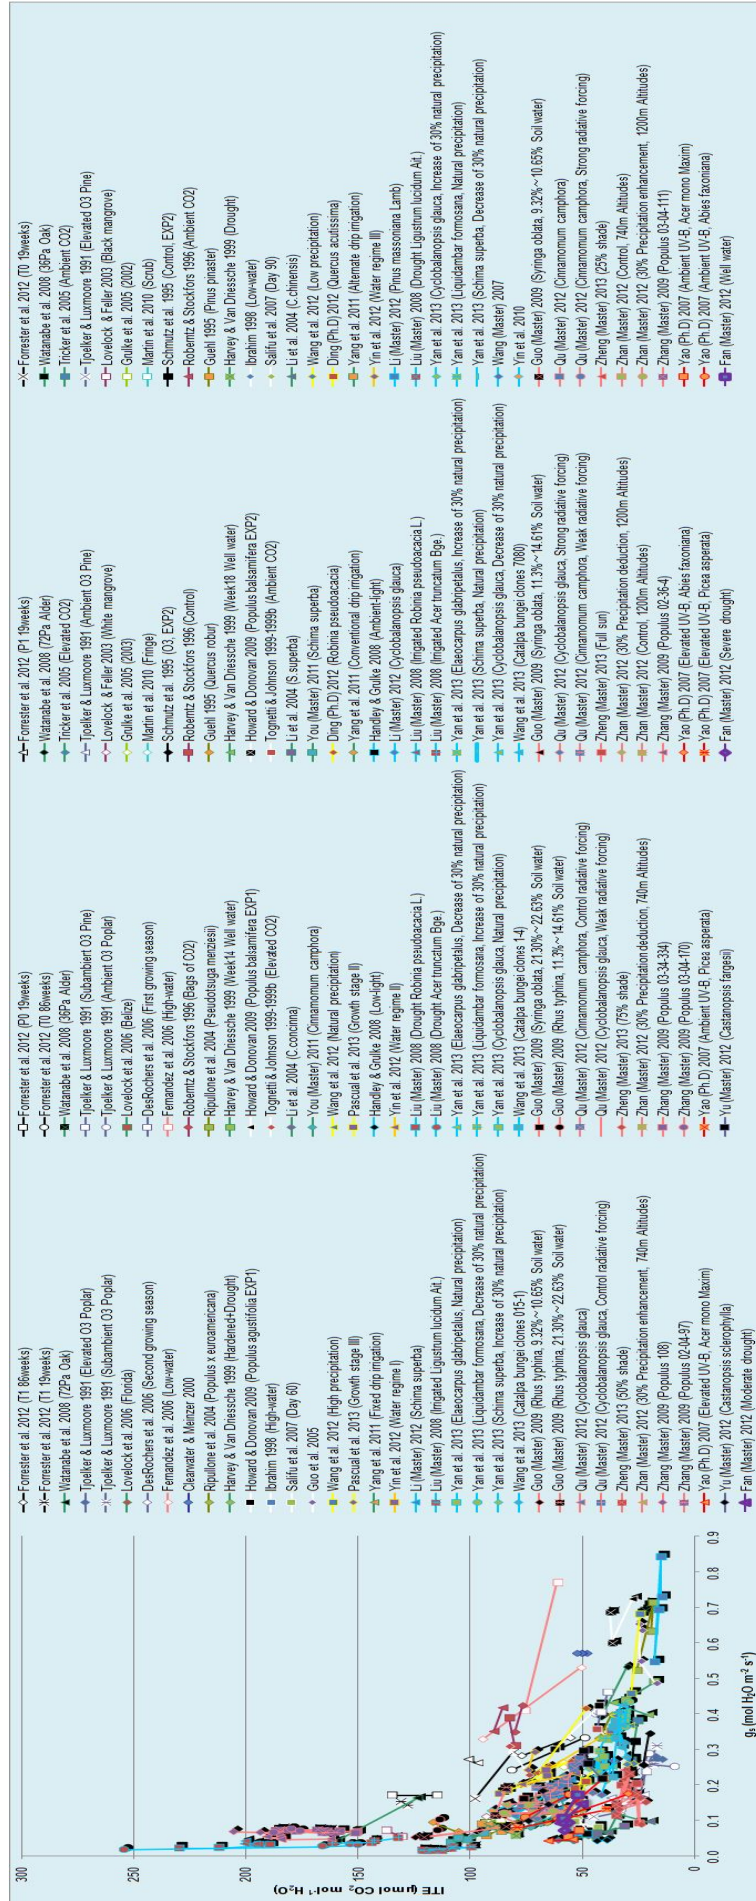 300
250
200
150
100
50
0
ITE (μmol CO2 mol-1 H2O)
0.0
0.1
0.2
0.3
0.4
0.5
0.6
0.7
0.8
0.9
gs (mol H2O m-2 s-1)
Forrester et al. 2012 (T1 86weeks)
Forrester et al. 2012 (T1 19weeks)
Watanabe et al. 2008 (72Pa Oak)
Tjoelker & Luxmoore 1991 (Elevated O3 Poplar)
Tjoelker & Luxmoore 1991 (Subambient O3 Poplar)
Lovelock et al. 2006 (Florida)
DesRochers et al. 2006 (Second growing season)
Fernandez et al. 2006 (Low-water)
Clearwater & Meinzer 2000
Ripullone et al. 2004 (Populus x euroamericana)
Harvey & Van Driessche 1999 (Hardened+Drought)
Howard & Donovan 2009 (Populus agustifolia EXP1)
Ibrahim 1998 (High-water)
Salifu et al. 2007 (Day 60)
Guo et al. 2005
Wang et al. 2012 (High precipitation)
Pascual et al. 2013 (Growth stage III)
Yang et al. 2011 (Fixed drip irrigation)
Yin et al. 2012 (Water regime I)
Li (Master) 2012 (Schima superba)
Liu (Master) 2008 (Irrigated Ligustrum lucidum Ait.)
Yan et al. 2013 (Elaeocarpus glabripetalus, Natural precipitation)
Yan et al. 2013 (Liquidambar formosana, Decrease of 30% natural precipitation)
Yan et al. 2013 (Schima superba, Increase of 30% natural precipitation)
Wang et al. 2013 (Catalpa bungei clones 015-1)
Guo (Master) 2009 (Rhus typhina, 9.32%~10.65% Soil water)
Guo (Master) 2009 (Rhus typhina, 21.30%~22.63% Soil water)
Qu (Master) 2012 (Cyclobalanopsis glauca)
Qu (Master) 2012 (Cyclobalanopsis glauca, Control radiative forcing)
Zheng (Master) 2013 (50% shade)
Zhan (Master) 2012 (30% Precipitation enhancement, 740m Altitudes)
Zhang (Master) 2009 (Populus 108)
Zhang (Master) 2009 (Populus 02-04-97)
Yao (Ph.D) 2007 (Elevated UV-B, Acer mono Maxim)
Yu (Master) 2012 (Castanopsis sclerophylla)
Fan (Master) 2012 (Moderate drought)
Forrester et al. 2012 (P0 19weeks)
Forrester et al. 2012 (T0 86weeks)
Watanabe et al. 2008 (36Pa Alder)
Tjoelker & Luxmoore 1991 (Subambient O3 Pine)
Tjoelker & Luxmoore 1991 (Ambient O3 Poplar)
Lovelock et al. 2006 (Belize)
DesRochers et al. 2006 (First growing season)
Fernandez et al. 2006 (High-water)
Roberntz & Stockfors 1996 (Bags of CO2)
Ripullone et al. 2004 (Pseudotsuga menziesii)
Harvey & Van Driessche 1999 (Week14 Well water)
Howard & Donovan 2009 (Populus balsamifera EXP1)
Tognetti & Johnson 1999-1999b (Elevated CO2)
Li et al. 2004 (C.concinna)
You (Master) 2011 (Cinnamomum camphora)
Wang et al. 2012 (Natural precipitation)
Pascual et al. 2013 (Growth stage II)
Handley & Grulke 2008 (Low-light)
Yin et al. 2012 (Water regime II)
Liu (Master) 2008 (Drought Robinia pseudoacacia L.)
Liu (Master) 2008 (Drought Acer truncatum Bge.)
Yan et al. 2013 (Elaeocarpus glabripetalus, Decrease of 30% natural precipitation)
Yan et al. 2013 (Liquidambar formosana, Increase of 30% natural precipitation)
Yan et al. 2013 (Cyclobalanopsis glauca, Natural precipitation)
Wang et al. 2013 (Catalpa bungei clones 1-4)
Guo (Master) 2009 (Syringa oblata, 21.30%~22.63% Soil water)
Guo (Master) 2009 (Rhus typhina, 11.3%~14.61% Soil water)
Qu (Master) 2012 (Cinnamomum camphora, Control radiative forcing)
Qu (Master) 2012 (Cyclobalanopsis glauca, Weak radiative forcing)
Zheng (Master) 2013 (75% shade)
Zhan (Master) 2012 (30% Precipitation deduction, 740m Altitudes)
Zhang (Master) 2009 (Populus 03-34-334)
Zhang (Master) 2009 (Populus 03-04-170)
Yao (Ph.D) 2007 (Ambient UV-B, Picea asperata)
Yu (Master) 2012 (Castanopsis fargesii)
Forrester et al. 2012 (P1 19weeks)
Watanabe et al. 2008 (72Pa Alder)
Tricker et al. 2005 (Elevated CO2)
Tjoelker & Luxmoore 1991 (Ambient O3 Pine)
Lovelock & Feller 2003 (White mangrove)
Grulke et al. 2005 (2003)
Martin et al. 2010 (Fringe)
Schmutz et al. 1995 (O3, EXP2)
Roberntz & Stockfors 1996 (Control)
Guehl 1995 (Quercus robur)
Harvey & Van Driessche 1999 (Week18 Well water)
Howard & Donovan 2009 (Populus balsamifera EXP2)
Tognetti & Johnson 1999-1999b (Ambient CO2)
Li et al. 2004 (S.superba)
You (Master) 2011 (Schima superba)
Ding (Ph.D) 2012 (Robinia pseudoacacia)
Yang et al. 2011 (Conventional drip irrigation)
Handley & Grulke 2008 (Ambient-light)
Li (Master) 2012 (Cyclobalanopsis glauca)
Liu (Master) 2008 (Irrigated Robinia pseudoacacia L.)
Liu (Master) 2008 (Irrigated Acer truncatum Bge.)
Yan et al. 2013 (Elaeocarpus glabripetalus, Increase of 30% natural precipitation)
Yan et al. 2013 (Schima superba, Natural precipitation)
Yan et al. 2013 (Cyclobalanopsis glauca, Decrease of 30% natural precipitation)
Wang et al. 2013 (Catalpa bungei clones 7080)
Guo (Master) 2009 (Syringa oblata, 11.3%~14.61% Soil water)
Qu (Master) 2012 (Cyclobalanopsis glauca, Strong radiative forcing)
Qu (Master) 2012 (Cinnamomum camphora, Weak radiative forcing)
Zheng (Master) 2013 (Full sun)
Zhan (Master) 2012 (30% Precipitation deduction, 1200m Altitudes)
Zhan (Master) 2012 (Control, 1200m Altitudes)
Zhang (Master) 2009 (Populus 02-36-4)
Yao (Ph.D) 2007 (Elevated UV-B, Abies faxoniana)
Yao (Ph.D) 2007 (Elevated UV-B, Picea asperata)
Fan (Master) 2012 (Severe drought)
Forrester et al. 2012 (T0 19weeks)
Watanabe et al. 2008 (36Pa Oak)
Tricker et al. 2005 (Ambient CO2)
Tjoelker & Luxmoore 1991 (Elevated O3 Pine)
Lovelock & Feller 2003 (Black mangrove)
Grulke et al. 2005 (2002)
Martin et al. 2010 (Scrub)
Schmutz et al. 1995 (Control, EXP2)
Roberntz & Stockfors 1996 (Ambient CO2)
Guehl 1995 (Pinus pinaster)
Harvey & Van Driessche 1999 (Drought)
Ibrahim 1998 (Low-water)
Salifu et al. 2007 (Day 90)
Li et al. 2004 (C.chinensis)
Wang et al. 2012 (Low precipitation)
Ding (Ph.D) 2012 (Quercus acutissima)
Yang et al. 2011 (Alternate drip irrigation)
Yin et al. 2012 (Water regime III)
Li (Master) 2012 (Pinus massoniana Lamb)
Liu (Master) 2008 (Drought Ligustrum lucidum Ait.)
Yan et al. 2013 (Cyclobalanopsis glauca, Increase of 30% natural precipitation)
Yan et al. 2013 (Liquidambar formosana, Natural precipitation)
Yan et al. 2013 (Schima superba, Decrease of 30% natural precipitation)
Wang (Master) 2007
Yin et al. 2010
Guo (Master) 2009 (Syringa oblata, 9.32%~10.65% Soil water)
Qu (Master) 2012 (Cinnamomum camphora)
Qu (Master) 2012 (Cinnamomum camphora, Strong radiative forcing)
Zheng (Master) 2013 (25% shade)
Zhan (Master) 2012 (Control, 740m Altitudes)
Zhan (Master) 2012 (30% Precipitation enhancement, 1200m Altitudes)
Zhang (Master) 2009 (Populus 03-04-111)
Yao (Ph.D) 2007 (Ambient UV-B, Acer mono Maxim)
Yao (Ph.D) 2007 (Ambient UV-B, Abies faxoniana)
Fan (Master) 2012 (Well water)